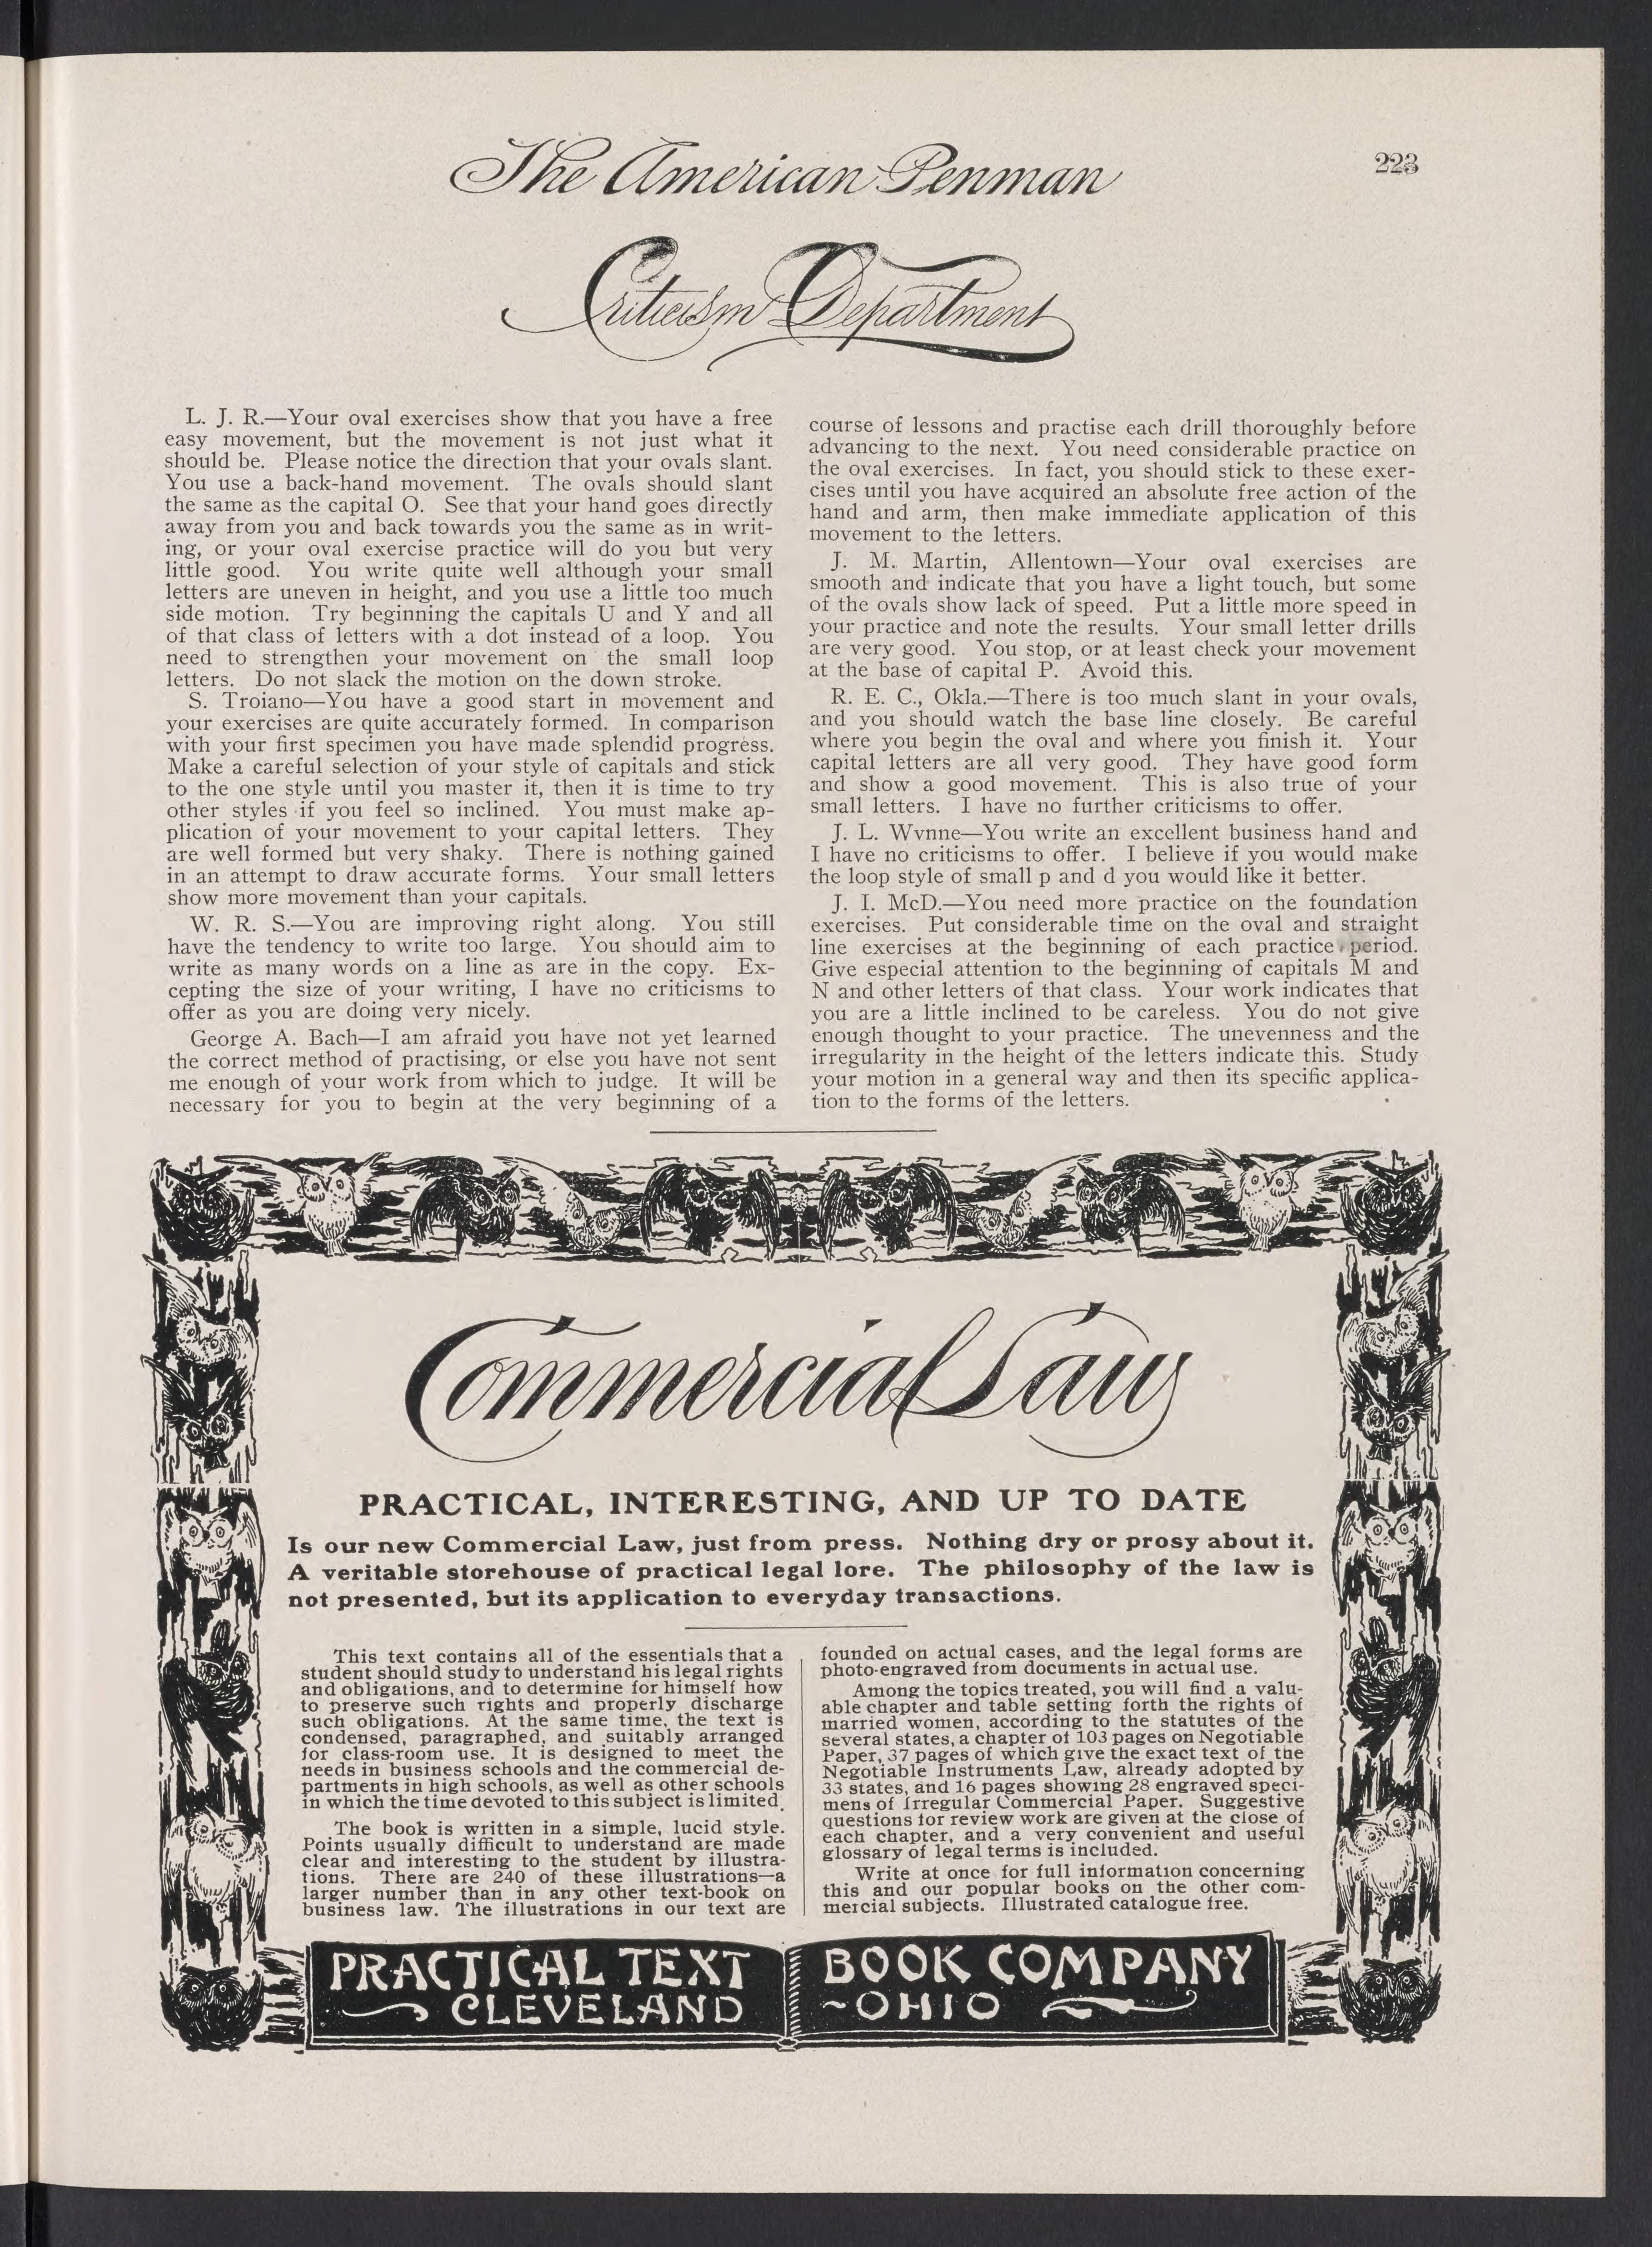 The American Penman
223
Criticism Department
L. J. R.—Your oval exercises show that you have a free
easy movement, but the movement is not just what it
should be. Please notice the direction that your ovals slant.
You use a back-hand movement. The ovals should slant
the same as the capital O. See that your hand goes directly
away from you and back towards you the same as in writ-
ing, or your oval exercise practice will do you but very
little good. You write quite well although your small
letters are uneven in height, and you use a little too much
side motion. Try beginning the capitals U and Y and all
of that class of letters with a dot instead of a loop. You
need to strengthen your movement on the small loop
letters. Do not slack the motion on the down stroke.
S. Troiano—You have a good start in movement and
your exercises are quite accurately formed. In comparison
with your first specimen you have made splendid progress.
Make a careful selection of your style of capitals and stick
to the one style until you master it, then it is time to try
other styles if you feel so inclined. You must make ap-
plication of your movement to your capital letters. They
are well formed but very shaky. There is nothing gained
in an attempt to draw accurate forms. Your small letters
show more movement than your capitals.
W. R. S.—You are improving right along. You still
have the tendency to write too large. You should aim to
write as many words on a line as are in the copy. Ex-
cepting the size of your writing, I have no criticisms to
offer as you are doing very nicely.
George A. Bach—I am afraid you have not yet learned
the correct method of practising, or else you have not sent
me enough of your work from which to judge. It will be
necessary for you to begin at the very beginning of a
course of lessons and practise each drill thoroughly before
advancing to the next. You need considerable practice on
the oval exercises. In fact, you should stick to these exer-
cises until you have acquired an absolute free action of the
hand and arm, then make immediate application of this
movement to the letters.
J. M. Martin, Allentown—Your oval exercises are
smooth and indicate that you have a light touch, but some
of the ovals show lack of speed. Put a little more speed in
your practice and note the results. Your small letter drills
are very good. You stop, or at least check your movement
at the base of capital P. Avoid this.
R. E. C., Okla.—There is too much slant in your ovals,
and you should watch the base line closely. Be careful
where you begin the oval and where you finish it. Your
capital letters are all very good. They have good form
and show a good movement. This is also true of your
small letters. I have no further criticisms to offer.
J. L. Wvnne—You write an excellent business hand and
I have no criticisms to offer. I believe if you would make
the loop style of small p and d you would like it better.
J. I. McD.—You need more practice on the foundation
exercises. Put considerable time on the oval and straight
line exercises at the beginning of each practice period.
Give especial attention to the beginning of capitals M and
N and other letters of that class. Your work indicates that
you are a little inclined to be careless. You do not give
enough thought to your practice. The unevenness and the
irregularity in the height of the letters indicate this. Study
your motion in a general way and then its specific applica-
tion to the forms of the letters.
Commercial Law
PRACTICAL, INTERESTING, AND UP TO DATE
Is our new Commercial Law, just from press. Nothing dry or prosy about it.
A veritable storehouse of practical legal lore. The philosophy of the law is
not presented, but its application to everyday transactions.
This text contains all of the essentials that a
student should study to understand his legal rights
and obligations, and to determine for himself how
to preserve such rights and properly discharge
such obligations. At the same time, the text is
condensed, paragraphed, and suitably arranged
for class-room use. It is designed to meet the
needs in business schools and the commercial de-
partments in high schools, as well as other schools
in which the time devoted to this subject is limited.
The book is written in a simple, lucid style.
Points usually difficult to understand are made
clear and interesting to the student by illustra-
tions. There are 240 of these illustrations—a
larger number than in any other text-book on
business law. The illustrations in our text are
founded on actual cases, and the legal forms are
photo-engraved from documents in actual use.
Among the topics treated, you will find a valu-
able chapter and table setting forth the rights of
married women, according to the statutes of the
several states, a chapter of 103 pages on Negotiable
Paper, 37 pages of which give the exact text of the
Negotiable Instruments Law, already adopted by
33 states, and 16 pages showing 28 engraved speci-
mens of Irregular Commercial Paper. Suggestive
questions for review work are given at the close of
each chapter, and a very convenient and useful
glossary of legal terms is included.
Write at once for full information concerning
this and our popular books on the other com-
mercial subjects. Illustrated catalogue free.
PRACTICAL TEXT BOOK COMPANY
CLEVELAND ~OHIO